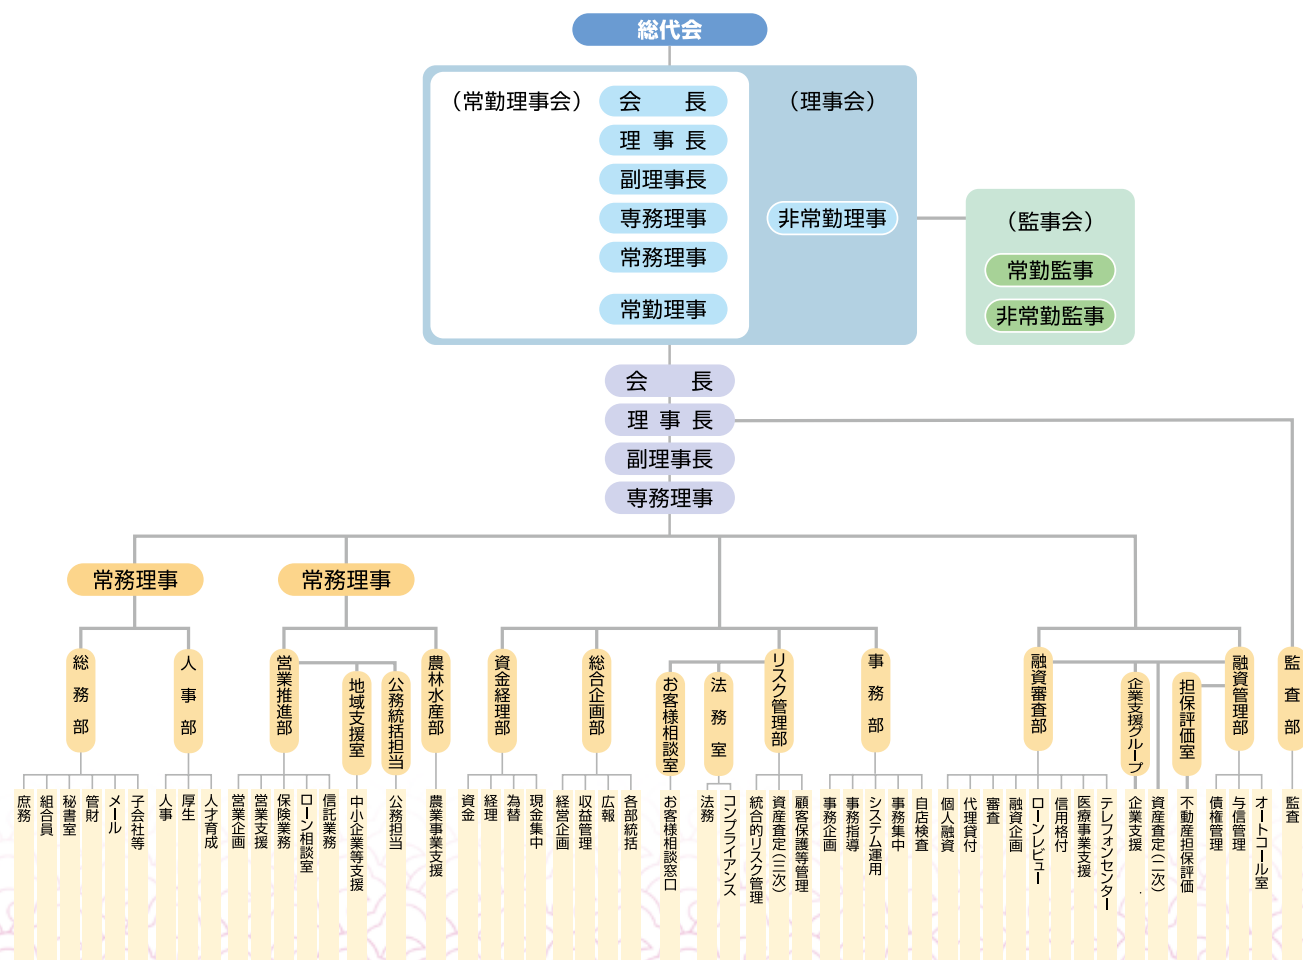 総代会
（常勤理事会）
会長
理事長
副理事長
専務理事
常務理事
常勤理事
（理事会）
非常勤理事
（監事会）
常勤監事
非常勤監事
会長
理事長
副理事長
専務理事
常務理事
常務理事
総務部
人事部
営業推進部
地域支援室
公務統括担当
農林水産部
資金経理部
総合企画部
お客様相談室
法務室
リスク管理部
事務部
融資審査部
企業支援グループ
担保評価室
融資管理部
監査部
庶務
組合員
秘書室
管財
メール
子会社等
人事
厚生
人才育成
営業企画
営業支援
保険業務
ローン相談室
信託業務
中小企業等支援
公務担当
農業事業支援
資金
経理
為替
現金集中
経営企画
収益管理
広報
各部統括
お客様相談窓口
法務
コンプライアンス
統合的リスク管理
資産査定（三次）
顧客保護等管理
事務企画
事務指導
システム運用
事務集中
自店検査
個人融資
代理貸付
審査
融資企画
ローンレビュー
信用格付
医療事業支援
テレフォンセンター
企業支援
資産査定（二次）
不動産担保評価
債権管理
与信管理
オートコール室
監査